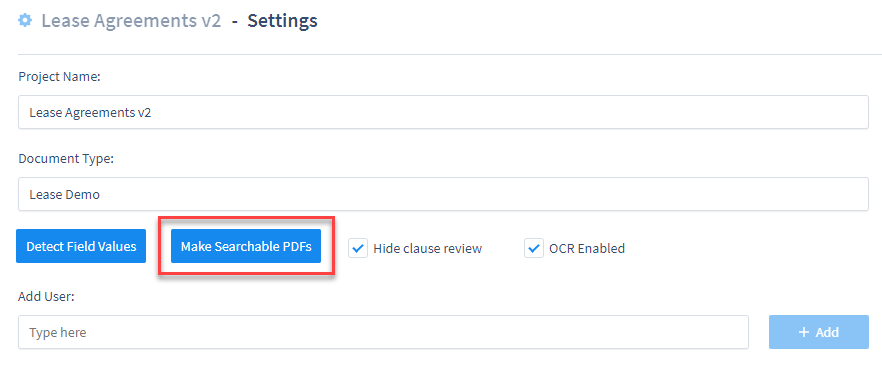 Lease Agreements v2 - Settings
Project Name:
Lease Agreements v2
Document Type:
Lease Demo
Detect Field Values Make Searchable PDFs Hide clause review OCR Enabled
Add User:
Type here + Add